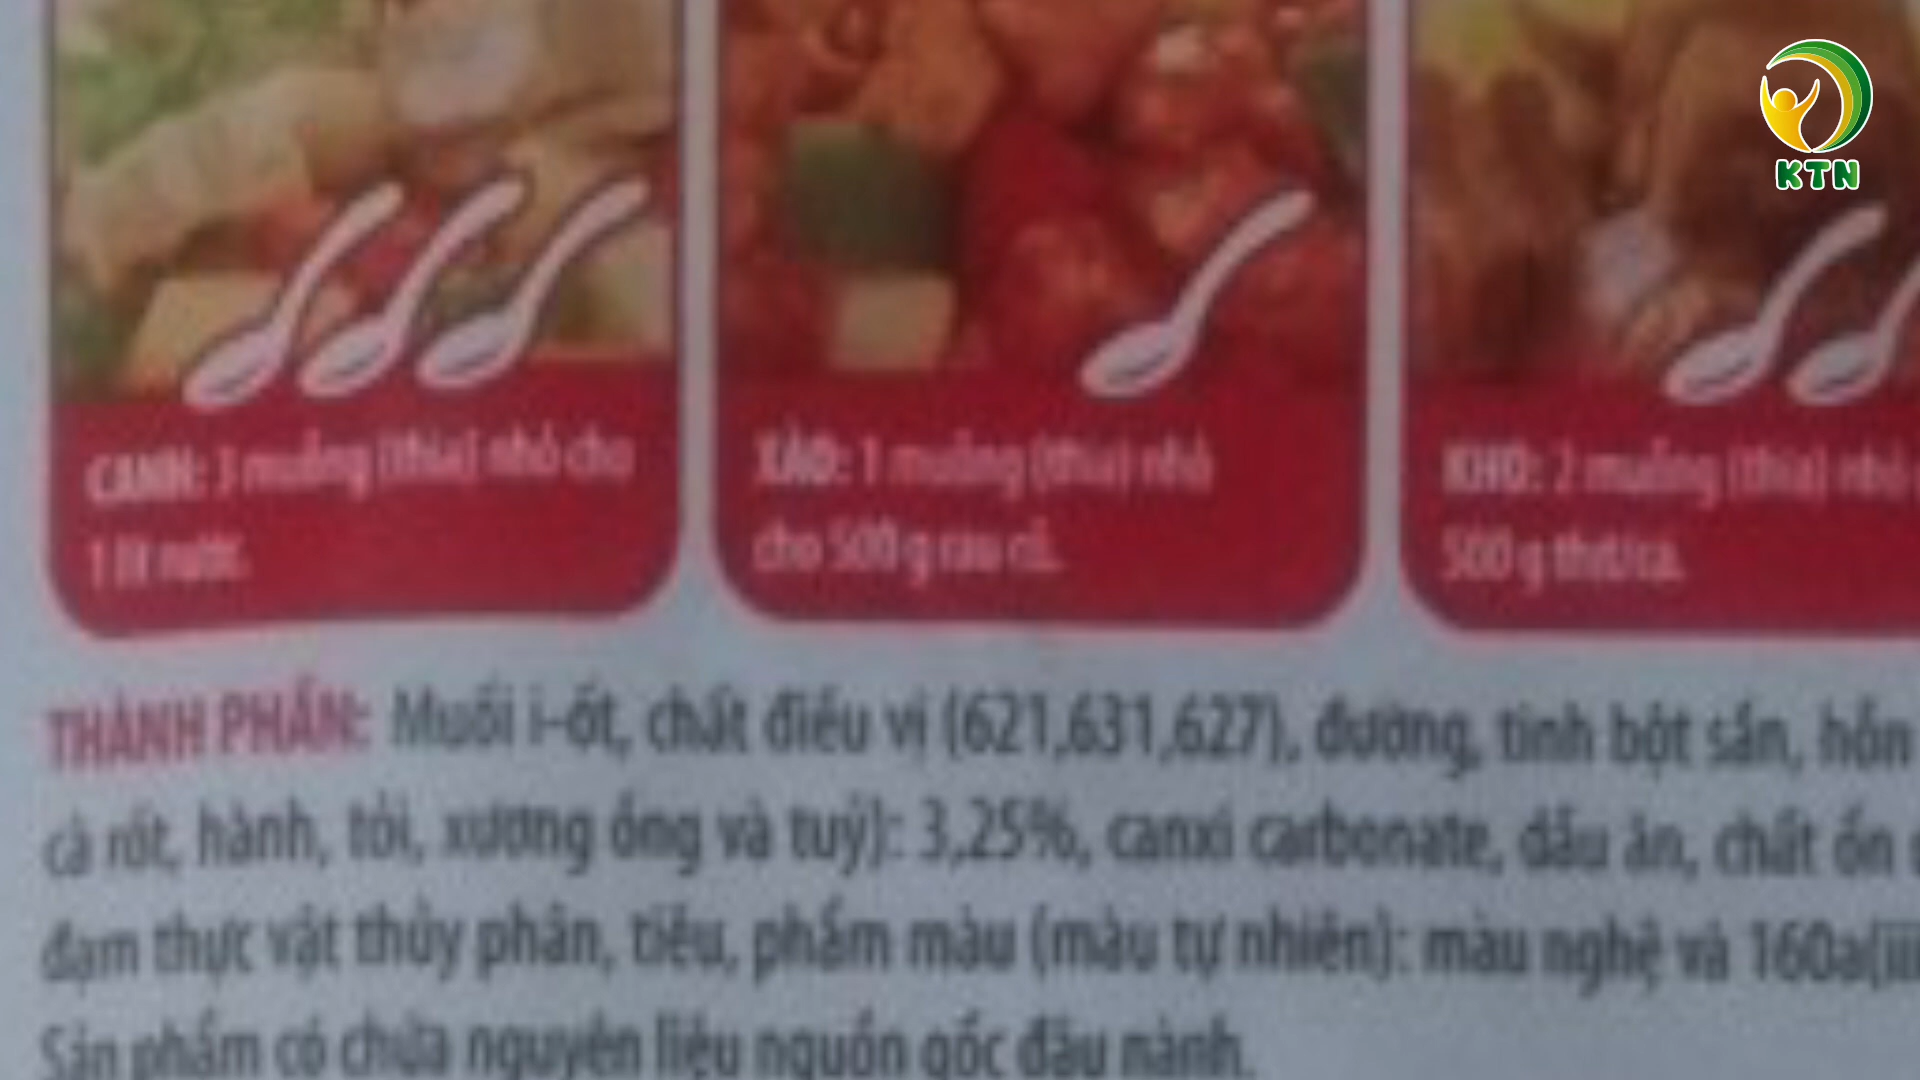 KTN
CANH: 3 muỗng (thìa) nhỏ cho
1 lít nước.
XÀO: 1 muỗng (thìa) nhỏ
cho 500 g rau củ.
KHO: 2 muỗng (thìa) nhỏ
500 g thịt/cá.
THÀNH PHẦN: Muối i-ốt, chất điều vị (621,631,627), đường, tinh bột sắn, hỗn
cà rốt, hành, tỏi, xương ống và tuỷ): 3,25%, canxi carbonate, dầu ăn, chất ổn
đạm thực vật thủy phân, tiêu, phẩm màu (màu tự nhiên): màu nghệ và 160a(iii
Sản phẩm có chứa nguyên liệu nguồn gốc đậu nành.